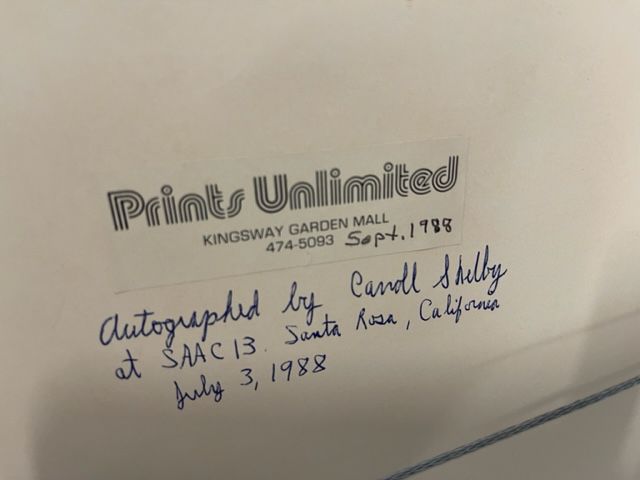 Prints Unlimited
KINGSWAY GARDEN MALL
474-5093 Sept. 1988
Autographed by Carroll Shelby
at SAAC 13. Santa Rosa, California
July 3, 1988